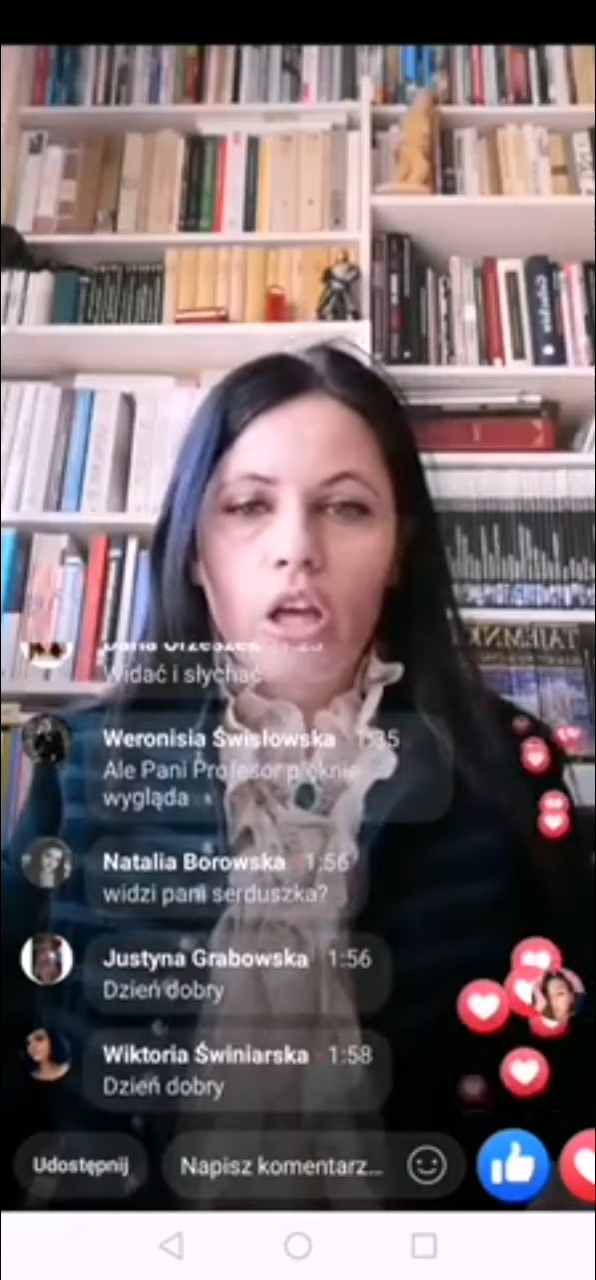 Widać i słychać
Weronisia Świsłowska 1:35
Ale Pani Profesor pięknie
wygląda
Natalia Borowska 1:56
widzi pani serduszka?
Justyna Grabowska 1:56
Dzień dobry
Wiktoria Świniarska 1:58
Dzień dobry
Udostępnij
Napisz komentarz...